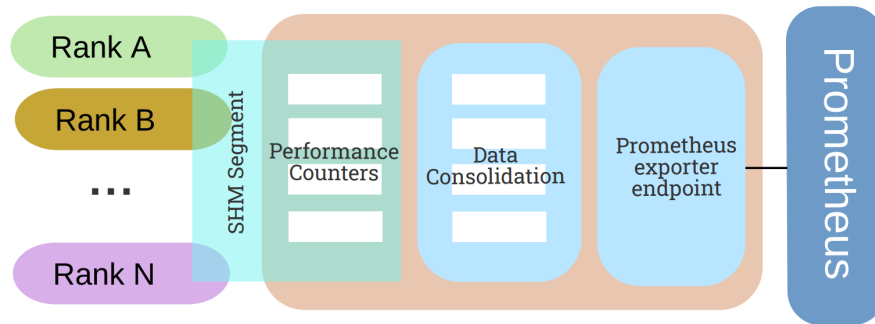 Rank A
Rank B
...
Rank N
SHM Segment
Performance
Counters
Data
Consolidation
Prometheus
exporter
endpoint
Prometheus